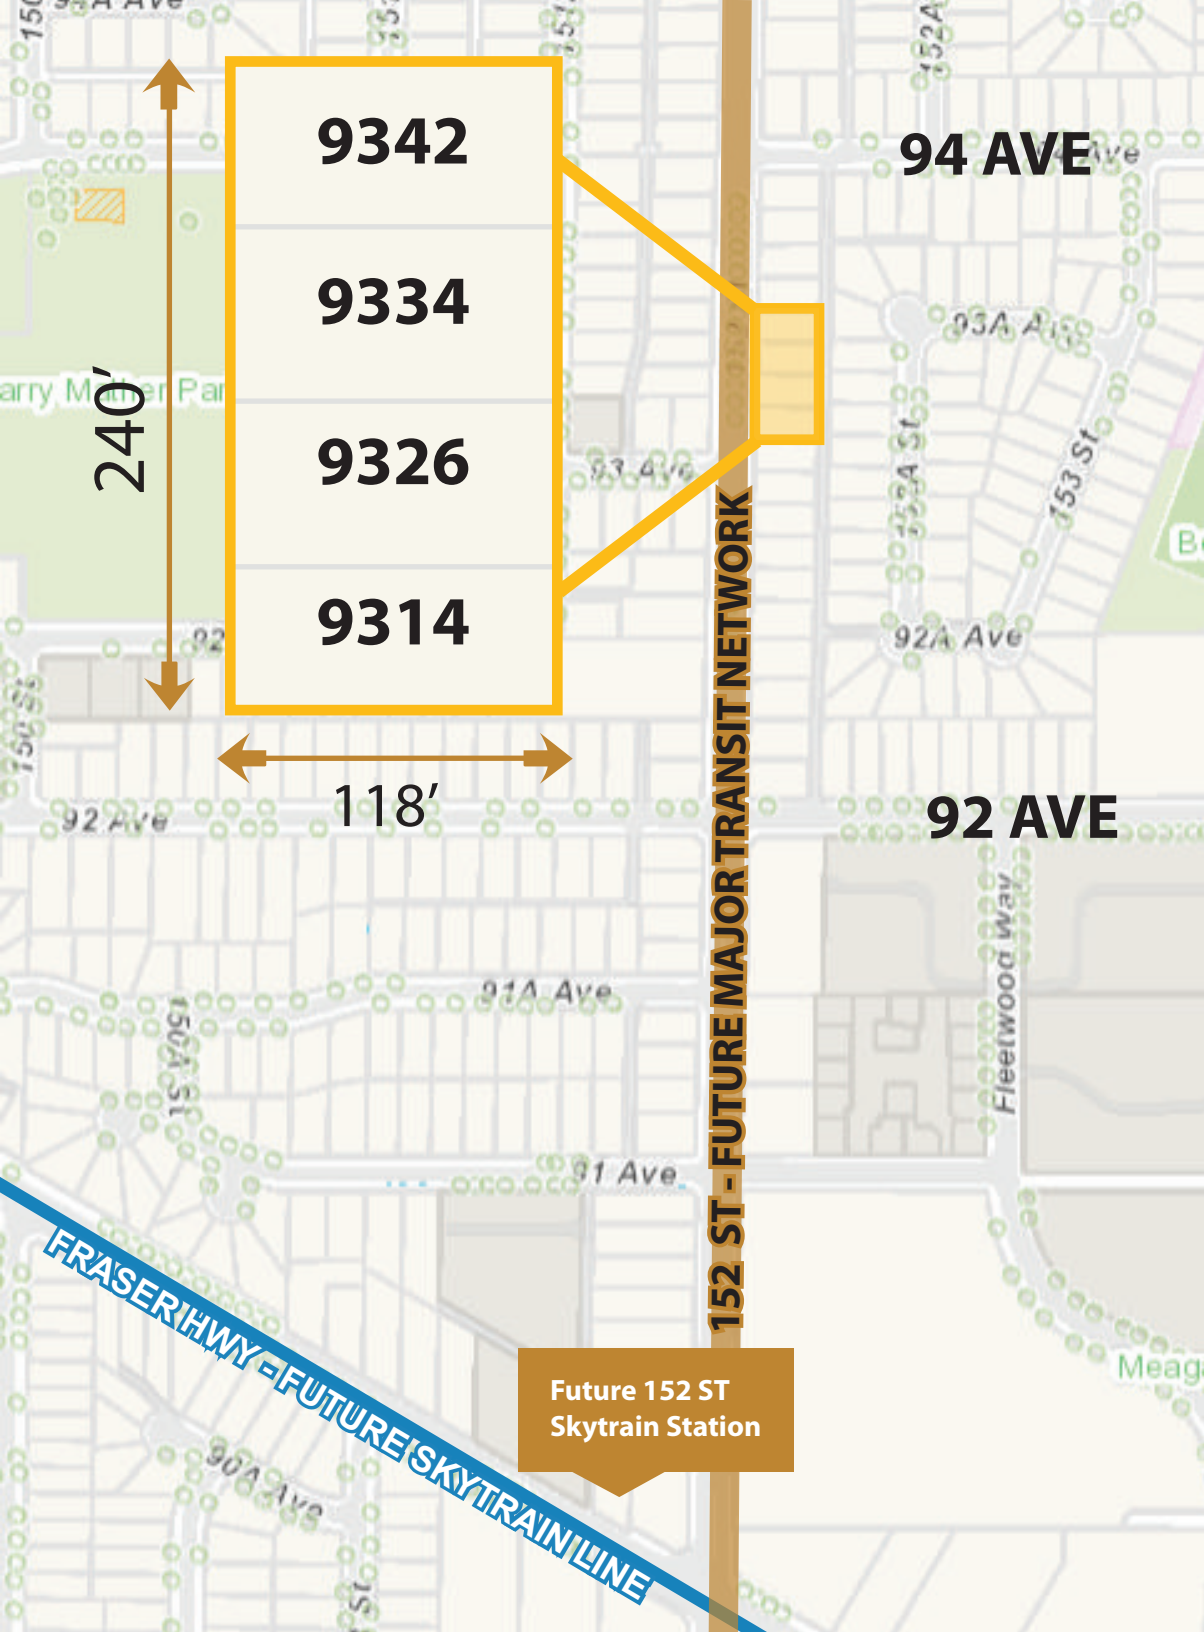 9342
9334
9326
9314
240’
118’
94 AVE
93A
93 Ave
153 St
92A Ave
92
92 Ave
92 AVE
91A Ave
Fleetwood Way
150A St
91 Ave
90A Ave
St
152 ST - FUTURE MAJOR TRANSIT NETWORK
FRASER HWY - FUTURE SKYTRAIN LINE
Future 152 ST
Skytrain Station